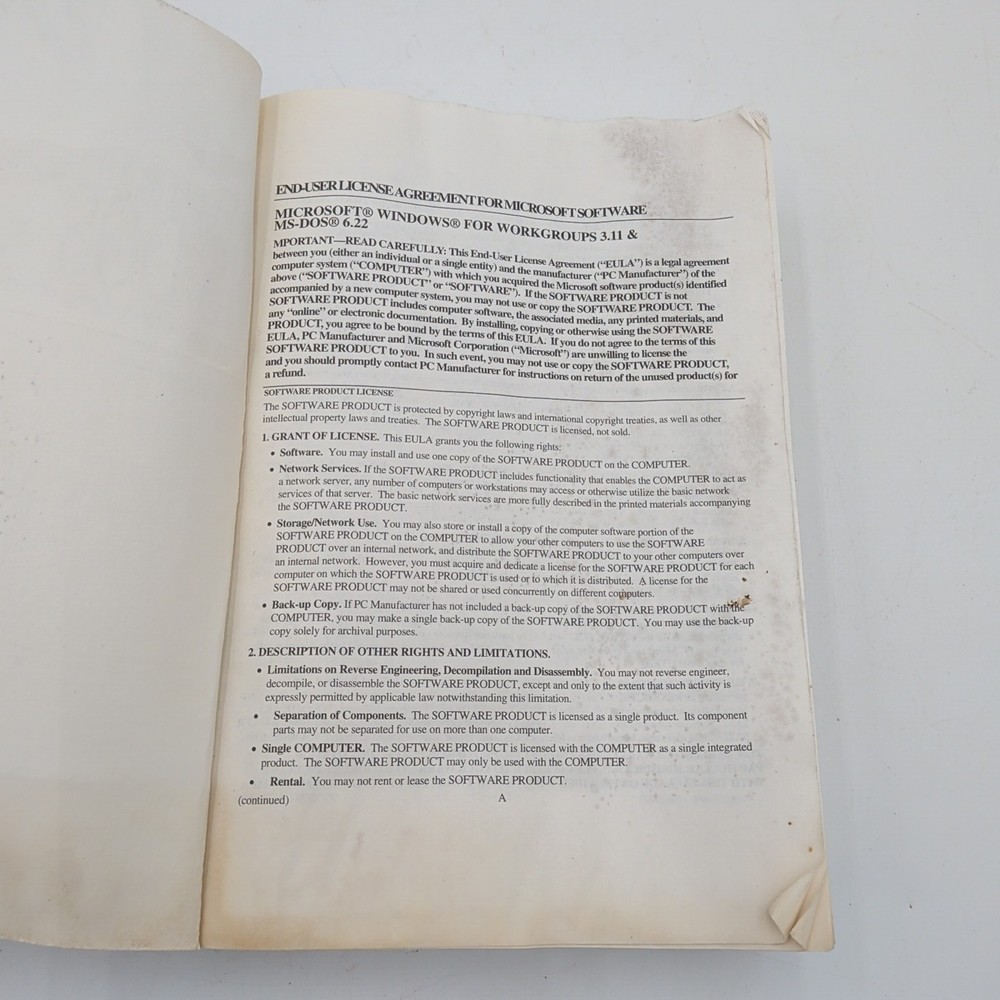 END-USER LICENSE AGREEMENT FOR MICROSOFT SOFTWARE
MICROSOFT® WINDOWS® FOR WORKGROUPS 3.11 &
MS-DOS® 6.22
MPORTANT—READ CAREFULLY: This End-User License Agreement (“EULA”) is a legal agreement
between you (either an individual or a single entity) and the manufacturer (“PC Manufacturer”) of the
computer system (“COMPUTER”) with which you acquired the Microsoft software product(s) identified
above (“SOFTWARE PRODUCT” or “SOFTWARE”). If the SOFTWARE PRODUCT is not
accompanied by a new computer system, you may not use or copy the SOFTWARE PRODUCT. The
SOFTWARE PRODUCT includes computer software, the associated media, any printed materials, and
any “online” or electronic documentation. By installing, copying or otherwise using the SOFTWARE
PRODUCT, you agree to be bound by the terms of this EULA. If you do not agree to the terms of this
EULA, PC Manufacturer and Microsoft Corporation (“Microsoft”) are unwilling to license the
SOFTWARE PRODUCT to you. In such event, you may not use or copy the SOFTWARE PRODUCT,
and you should promptly contact PC Manufacturer for instructions on return of the unused product(s) for
a refund.
SOFTWARE PRODUCT LICENSE
The SOFTWARE PRODUCT is protected by copyright laws and international copyright treaties, as well as other
intellectual property laws and treaties. The SOFTWARE PRODUCT is licensed, not sold.
1. GRANT OF LICENSE. This EULA grants you the following rights:
• Software. You may install and use one copy of the SOFTWARE PRODUCT on the COMPUTER.
• Network Services. If the SOFTWARE PRODUCT includes functionality that enables the COMPUTER to act as
a network server, any number of computers or workstations may access or otherwise utilize the basic network
services of that server. The basic network services are more fully described in the printed materials accompanying
the SOFTWARE PRODUCT.
• Storage/Network Use. You may also store or install a copy of the computer software portion of the
SOFTWARE PRODUCT on the COMPUTER to allow your other computers to use the SOFTWARE
PRODUCT over an internal network, and distribute the SOFTWARE PRODUCT to your other computers over
an internal network. However, you must acquire and dedicate a license for the SOFTWARE PRODUCT for each
computer on which the SOFTWARE PRODUCT is used or to which it is distributed. A license for the
SOFTWARE PRODUCT may not be shared or used concurrently on different computers.
• Back-up Copy. If PC Manufacturer has not included a back-up copy of the SOFTWARE PRODUCT with the
COMPUTER, you may make a single back-up copy of the SOFTWARE PRODUCT. You may use the back-up
copy solely for archival purposes.
2. DESCRIPTION OF OTHER RIGHTS AND LIMITATIONS.
• Limitations on Reverse Engineering, Decompilation and Disassembly. You may not reverse engineer,
decompile, or disassemble the SOFTWARE PRODUCT, except and only to the extent that such activity is
expressly permitted by applicable law notwithstanding this limitation.
• Separation of Components. The SOFTWARE PRODUCT is licensed as a single product. Its component
parts may not be separated for use on more than one computer.
• Single COMPUTER. The SOFTWARE PRODUCT is licensed with the COMPUTER as a single integrated
product. The SOFTWARE PRODUCT may only be used with the COMPUTER.
• Rental. You may not rent or lease the SOFTWARE PRODUCT.
(continued) A